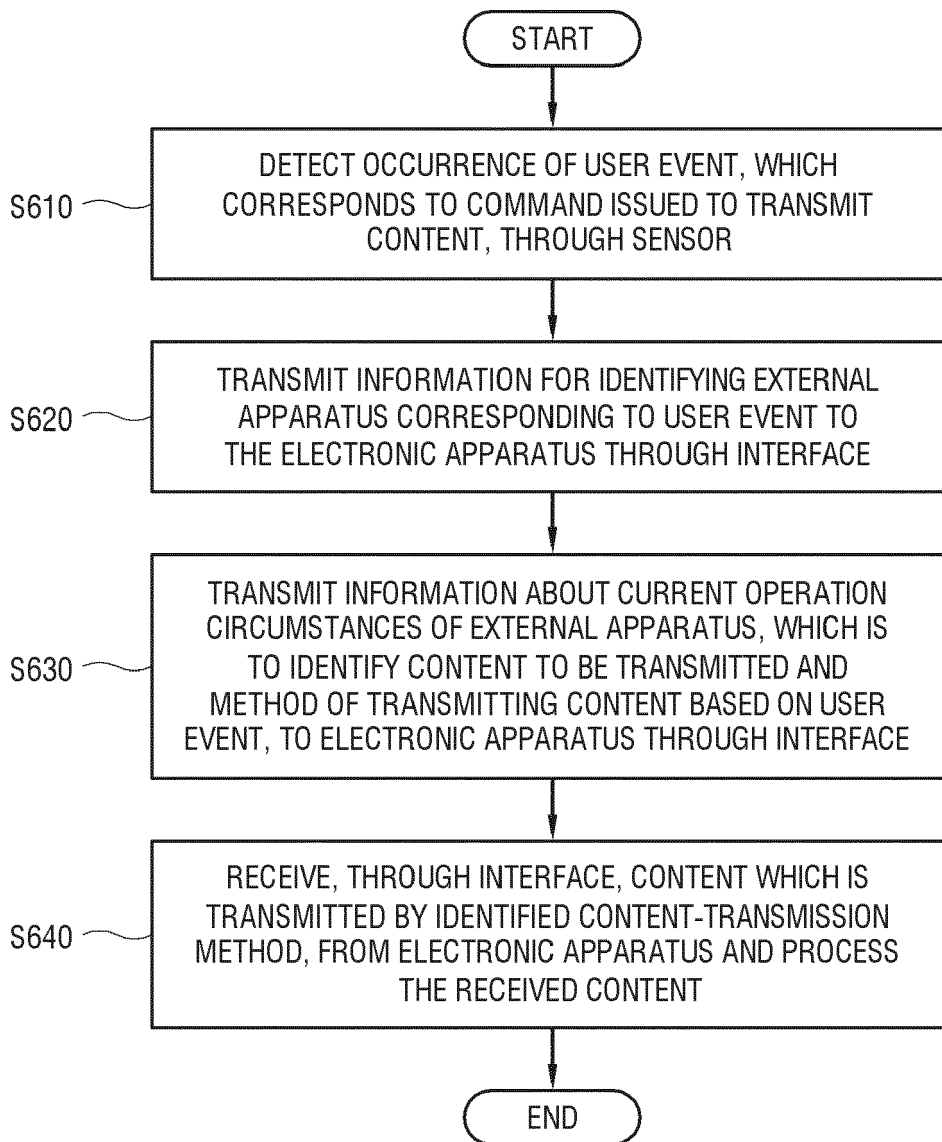 START
S610
DETECT OCCURRENCE OF USER EVENT, WHICH
CORRESPONDS TO COMMAND ISSUED TO TRANSMIT
CONTENT, THROUGH SENSOR
S620
TRANSMIT INFORMATION FOR IDENTIFYING EXTERNAL
APPARATUS CORRESPONDING TO USER EVENT TO
THE ELECTRONIC APPARATUS THROUGH INTERFACE
S630
TRANSMIT INFORMATION ABOUT CURRENT OPERATION
CIRCUMSTANCES OF EXTERNAL APPARATUS, WHICH IS
TO IDENTIFY CONTENT TO BE TRANSMITTED AND
METHOD OF TRANSMITTING CONTENT BASED ON USER
EVENT, TO ELECTRONIC APPARATUS THROUGH INTERFACE
S640
RECEIVE, THROUGH INTERFACE, CONTENT WHICH IS
TRANSMITTED BY IDENTIFIED CONTENT-TRANSMISSION
METHOD, FROM ELECTRONIC APPARATUS AND PROCESS
THE RECEIVED CONTENT
END